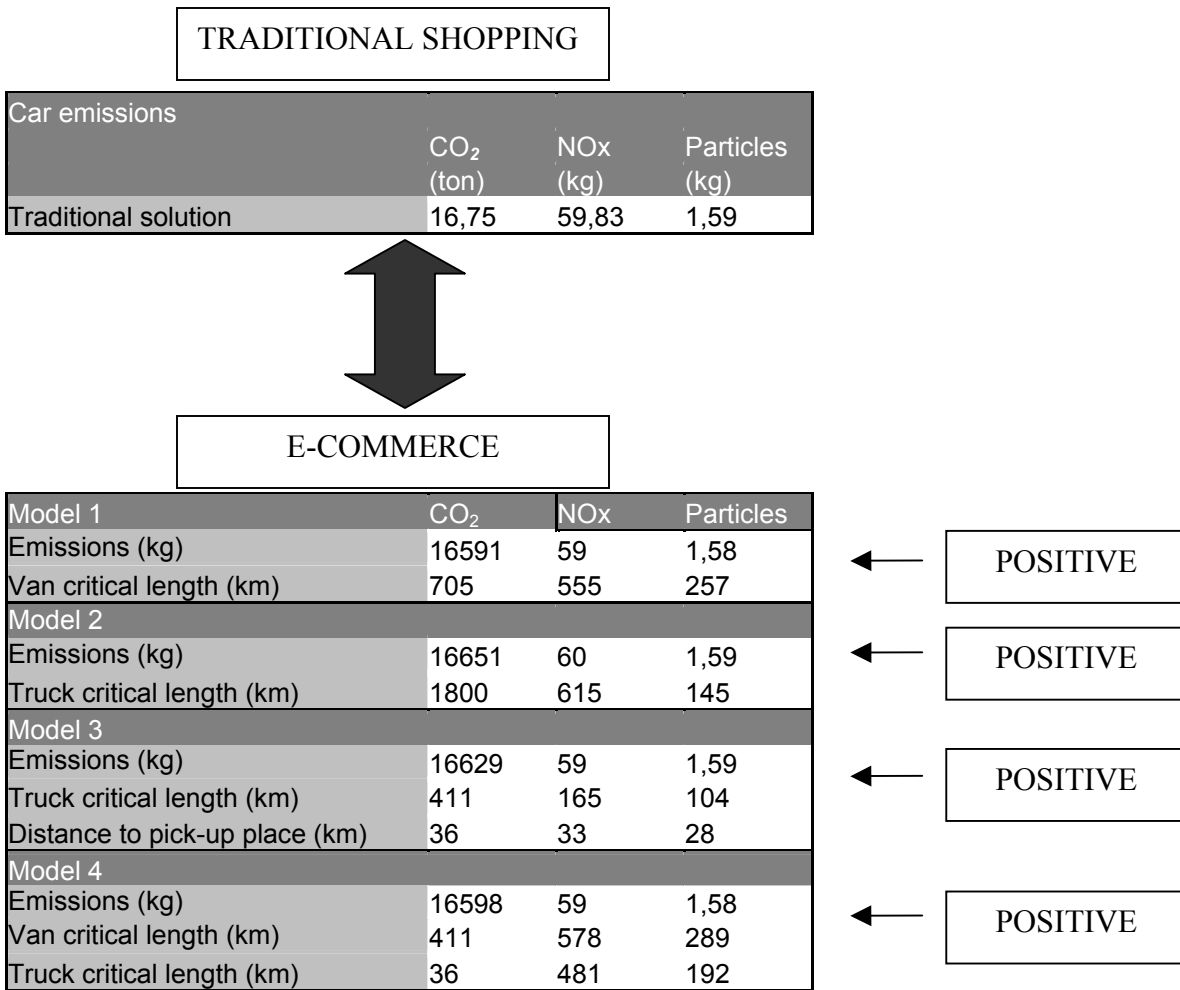 TRADITIONAL SHOPPING
Car emissions
CO₂ NOx Particles
(ton) (kg) (kg)
Traditional solution 16,75 59,83 1,59
E-COMMERCE
Model 1 CO₂ NOx Particles
Emissions (kg) 16591 59 1,58
POSITIVE
Van critical length (km) 705 555 257
Model 2
Emissions (kg) 16651 60 1,59
POSITIVE
Truck critical length (km) 1800 615 145
Model 3
Emissions (kg) 16629 59 1,59
POSITIVE
Truck critical length (km) 411 165 104
Distance to pick-up place (km) 36 33 28
Model 4
Emissions (kg) 16598 59 1,58
POSITIVE
Van critical length (km) 411 578 289
Truck critical length (km) 36 481 192